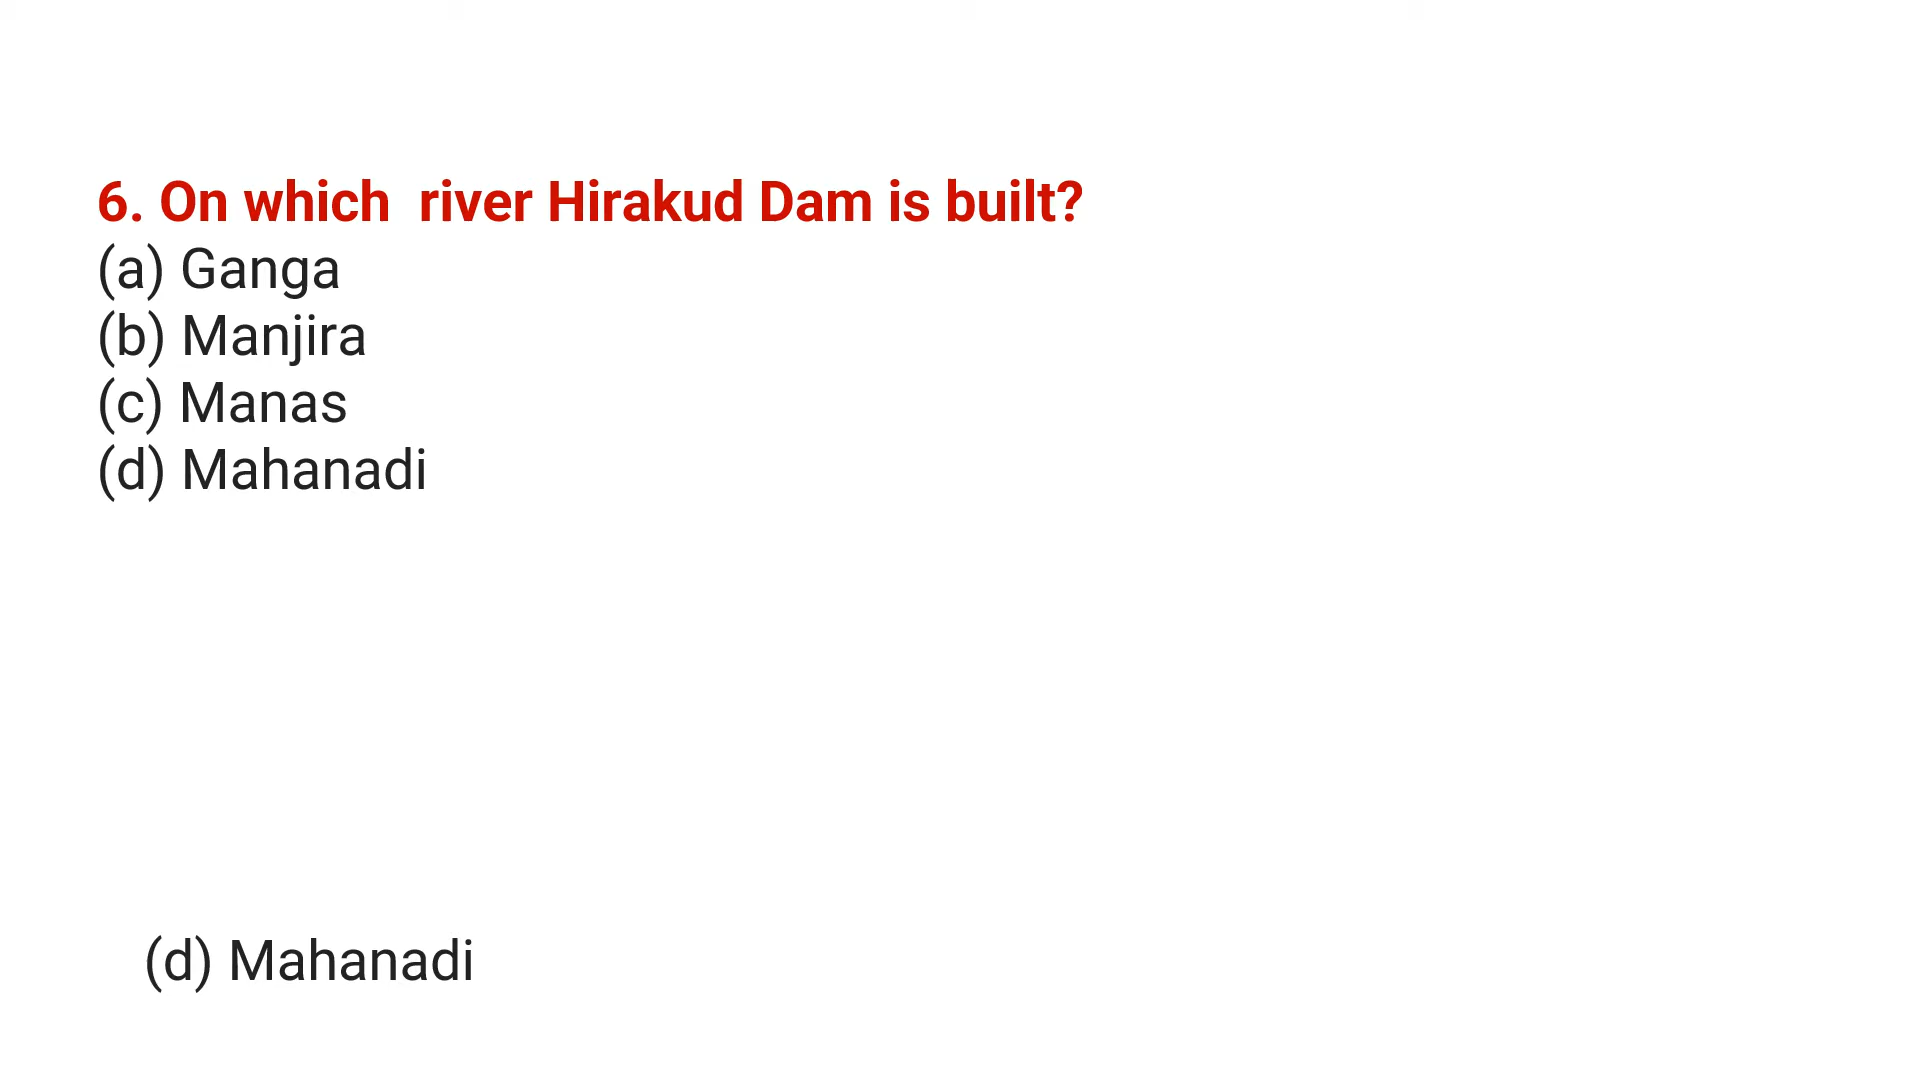 6. On which  river Hirakud Dam is built?
(a) Ganga
(b) Manjira
(c) Manas
(d) Mahanadi
(d) Mahanadi